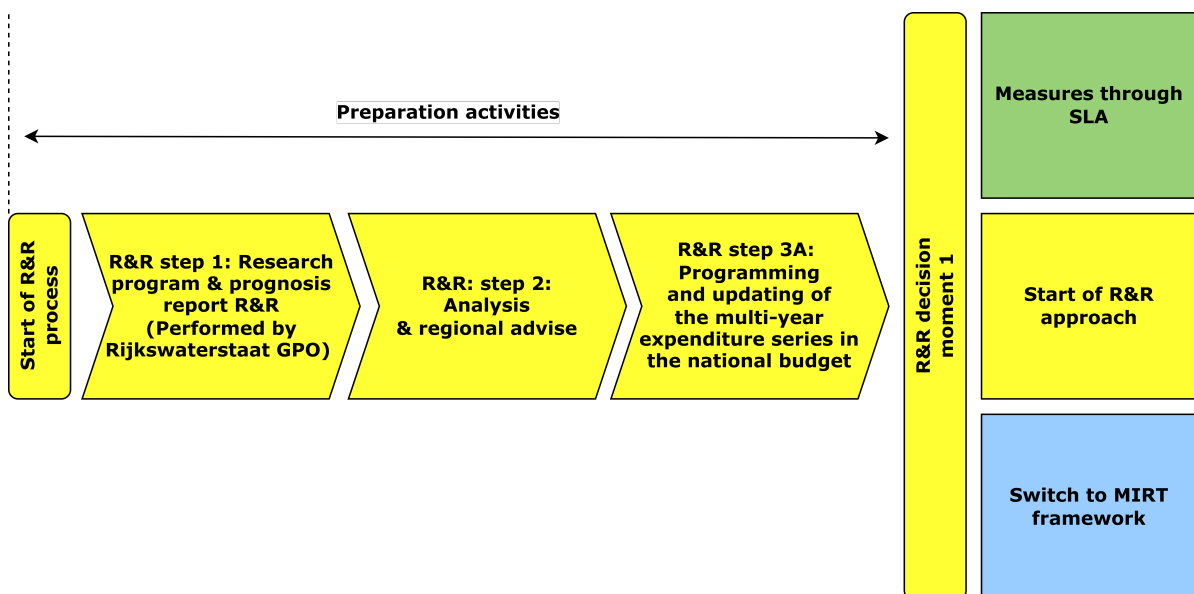 Preparation activities
Start of R&R
process
R&R step 1: Research
program & prognosis
report R&R
(Performed by
Rijkswaterstaat GPO)
R&R: step 2:
Analysis
& regional advise
R&R step 3A:
Programming
and updating of
the multi-year
expenditure series in
the national budget
R&R decision
moment 1
Measures through
SLA
Start of R&R
approach
Switch to MIRT
framework